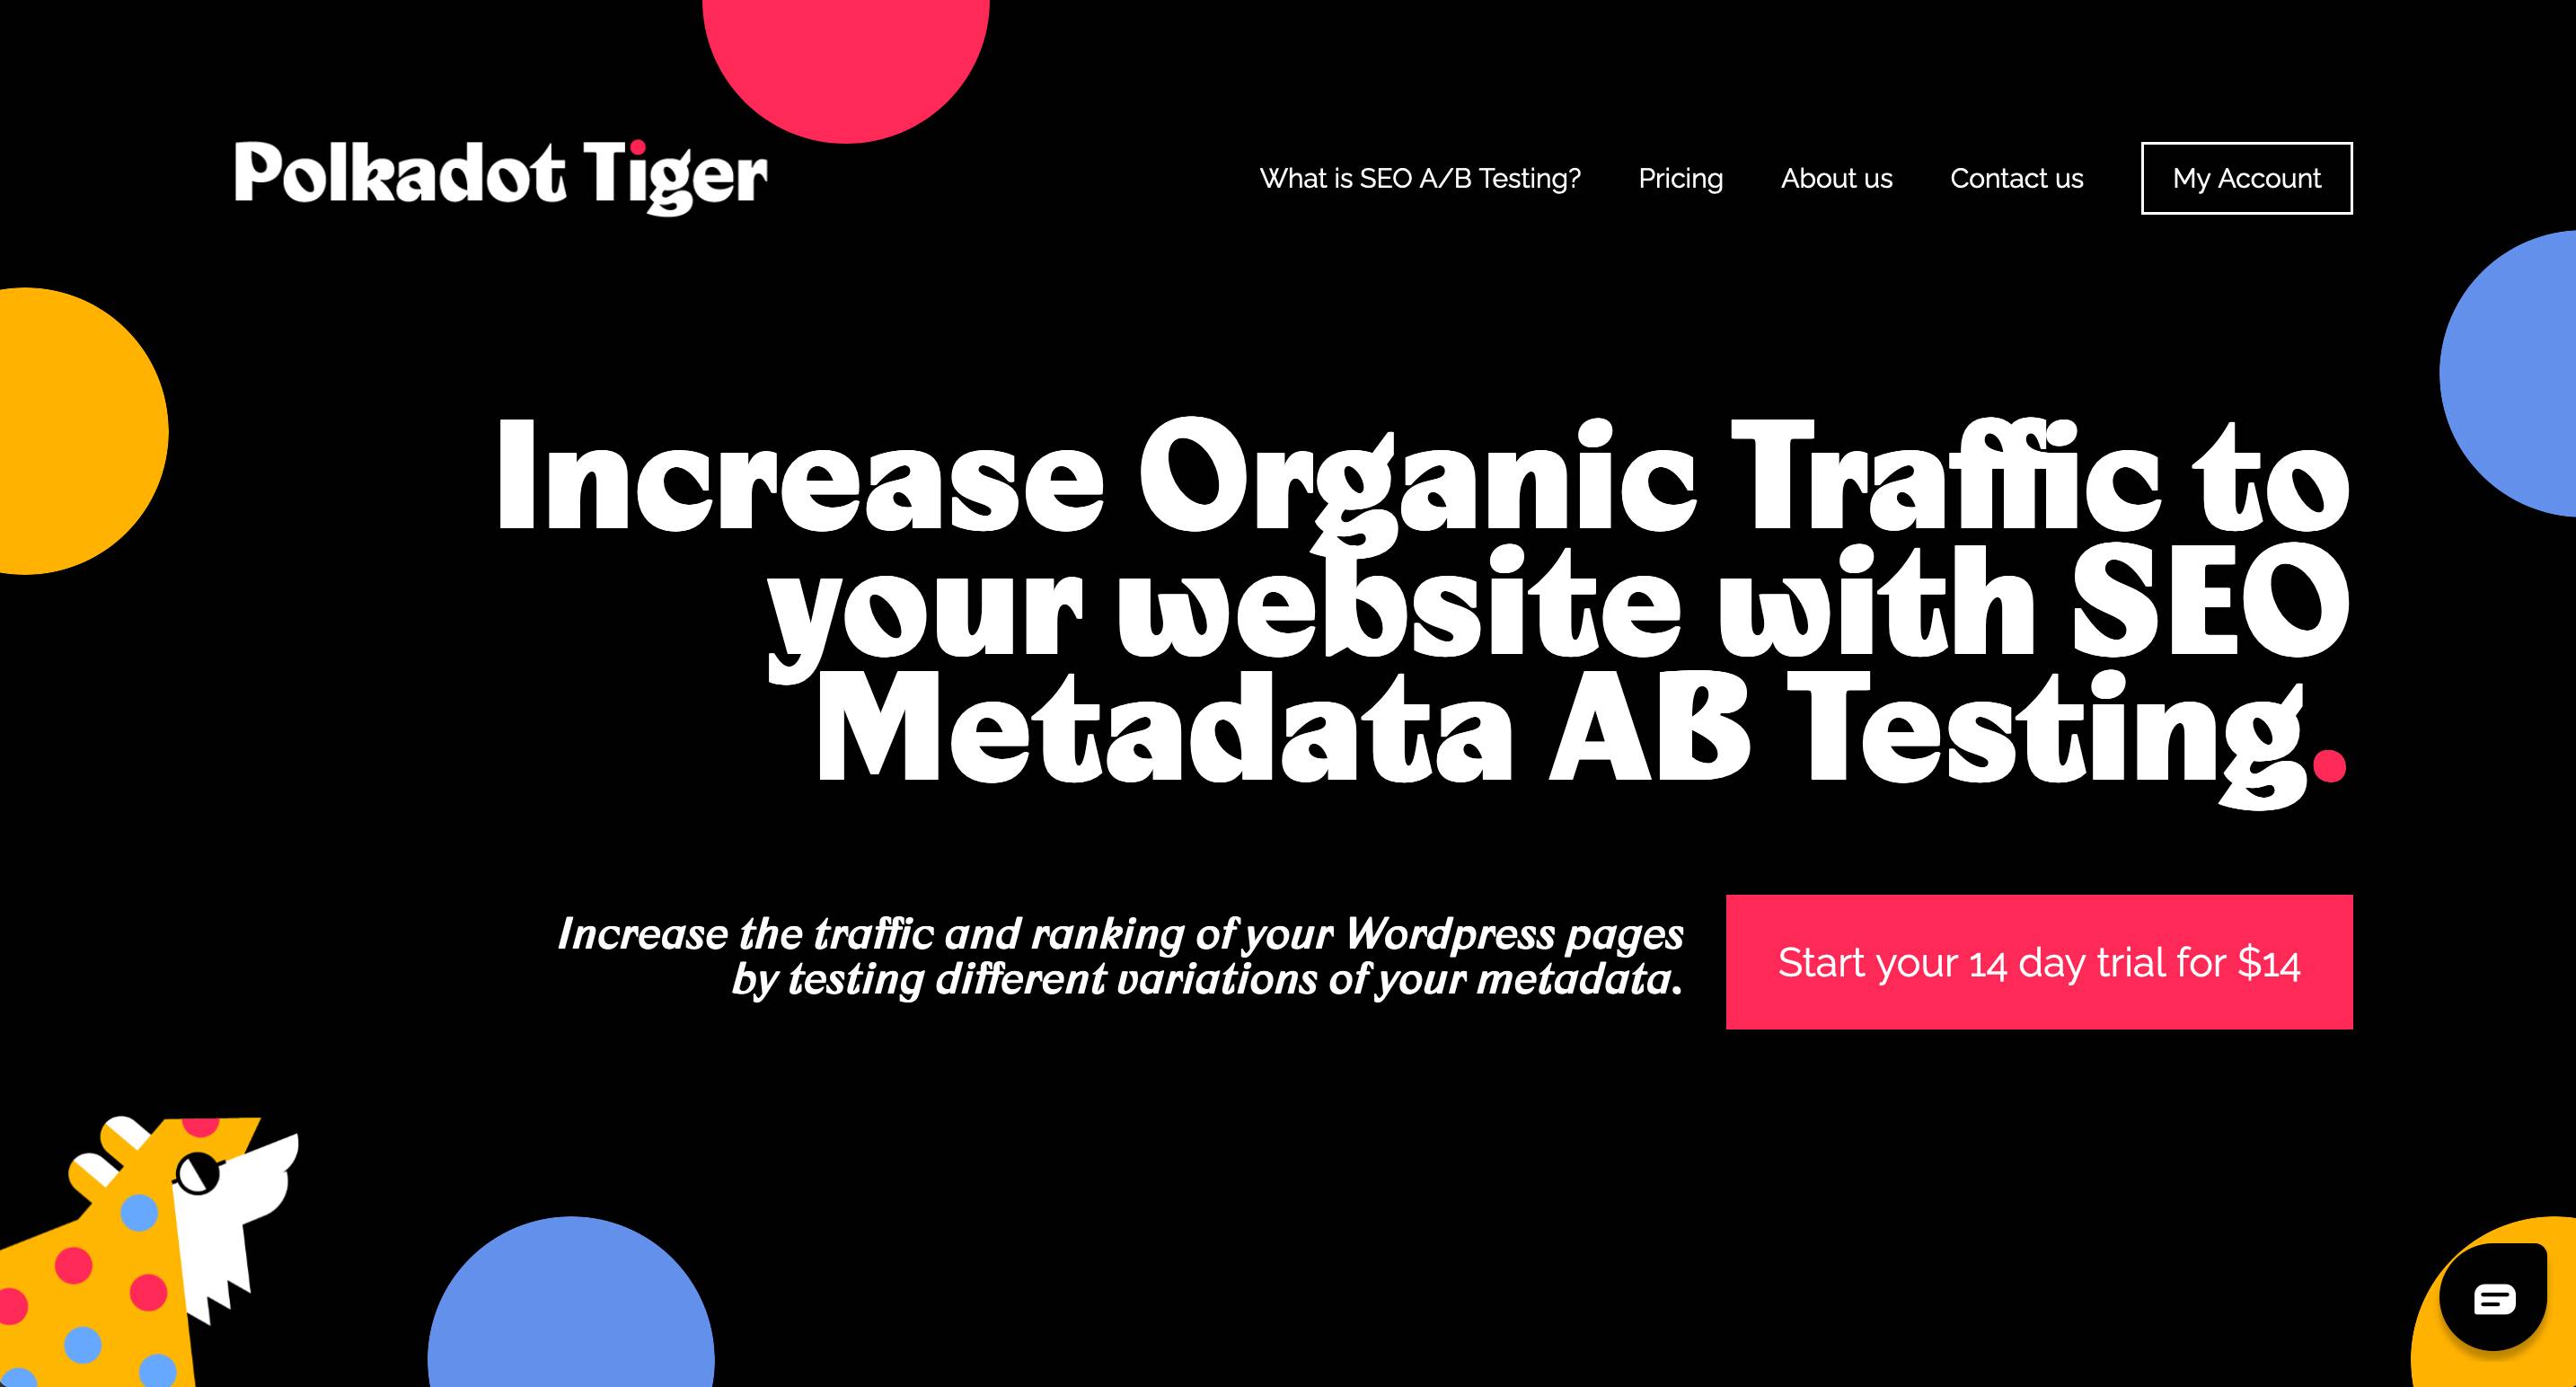 Polkadot Tiger
What is SEO A/B Testing?
Pricing
About us
Contact us
My Account
Increase Organic Traffic to
your website with SEO
Metadata AB Testing.
Increase the traffic and ranking of your Wordpress pages
by testing different variations of your metadata.
Start your 14 day trial for $14